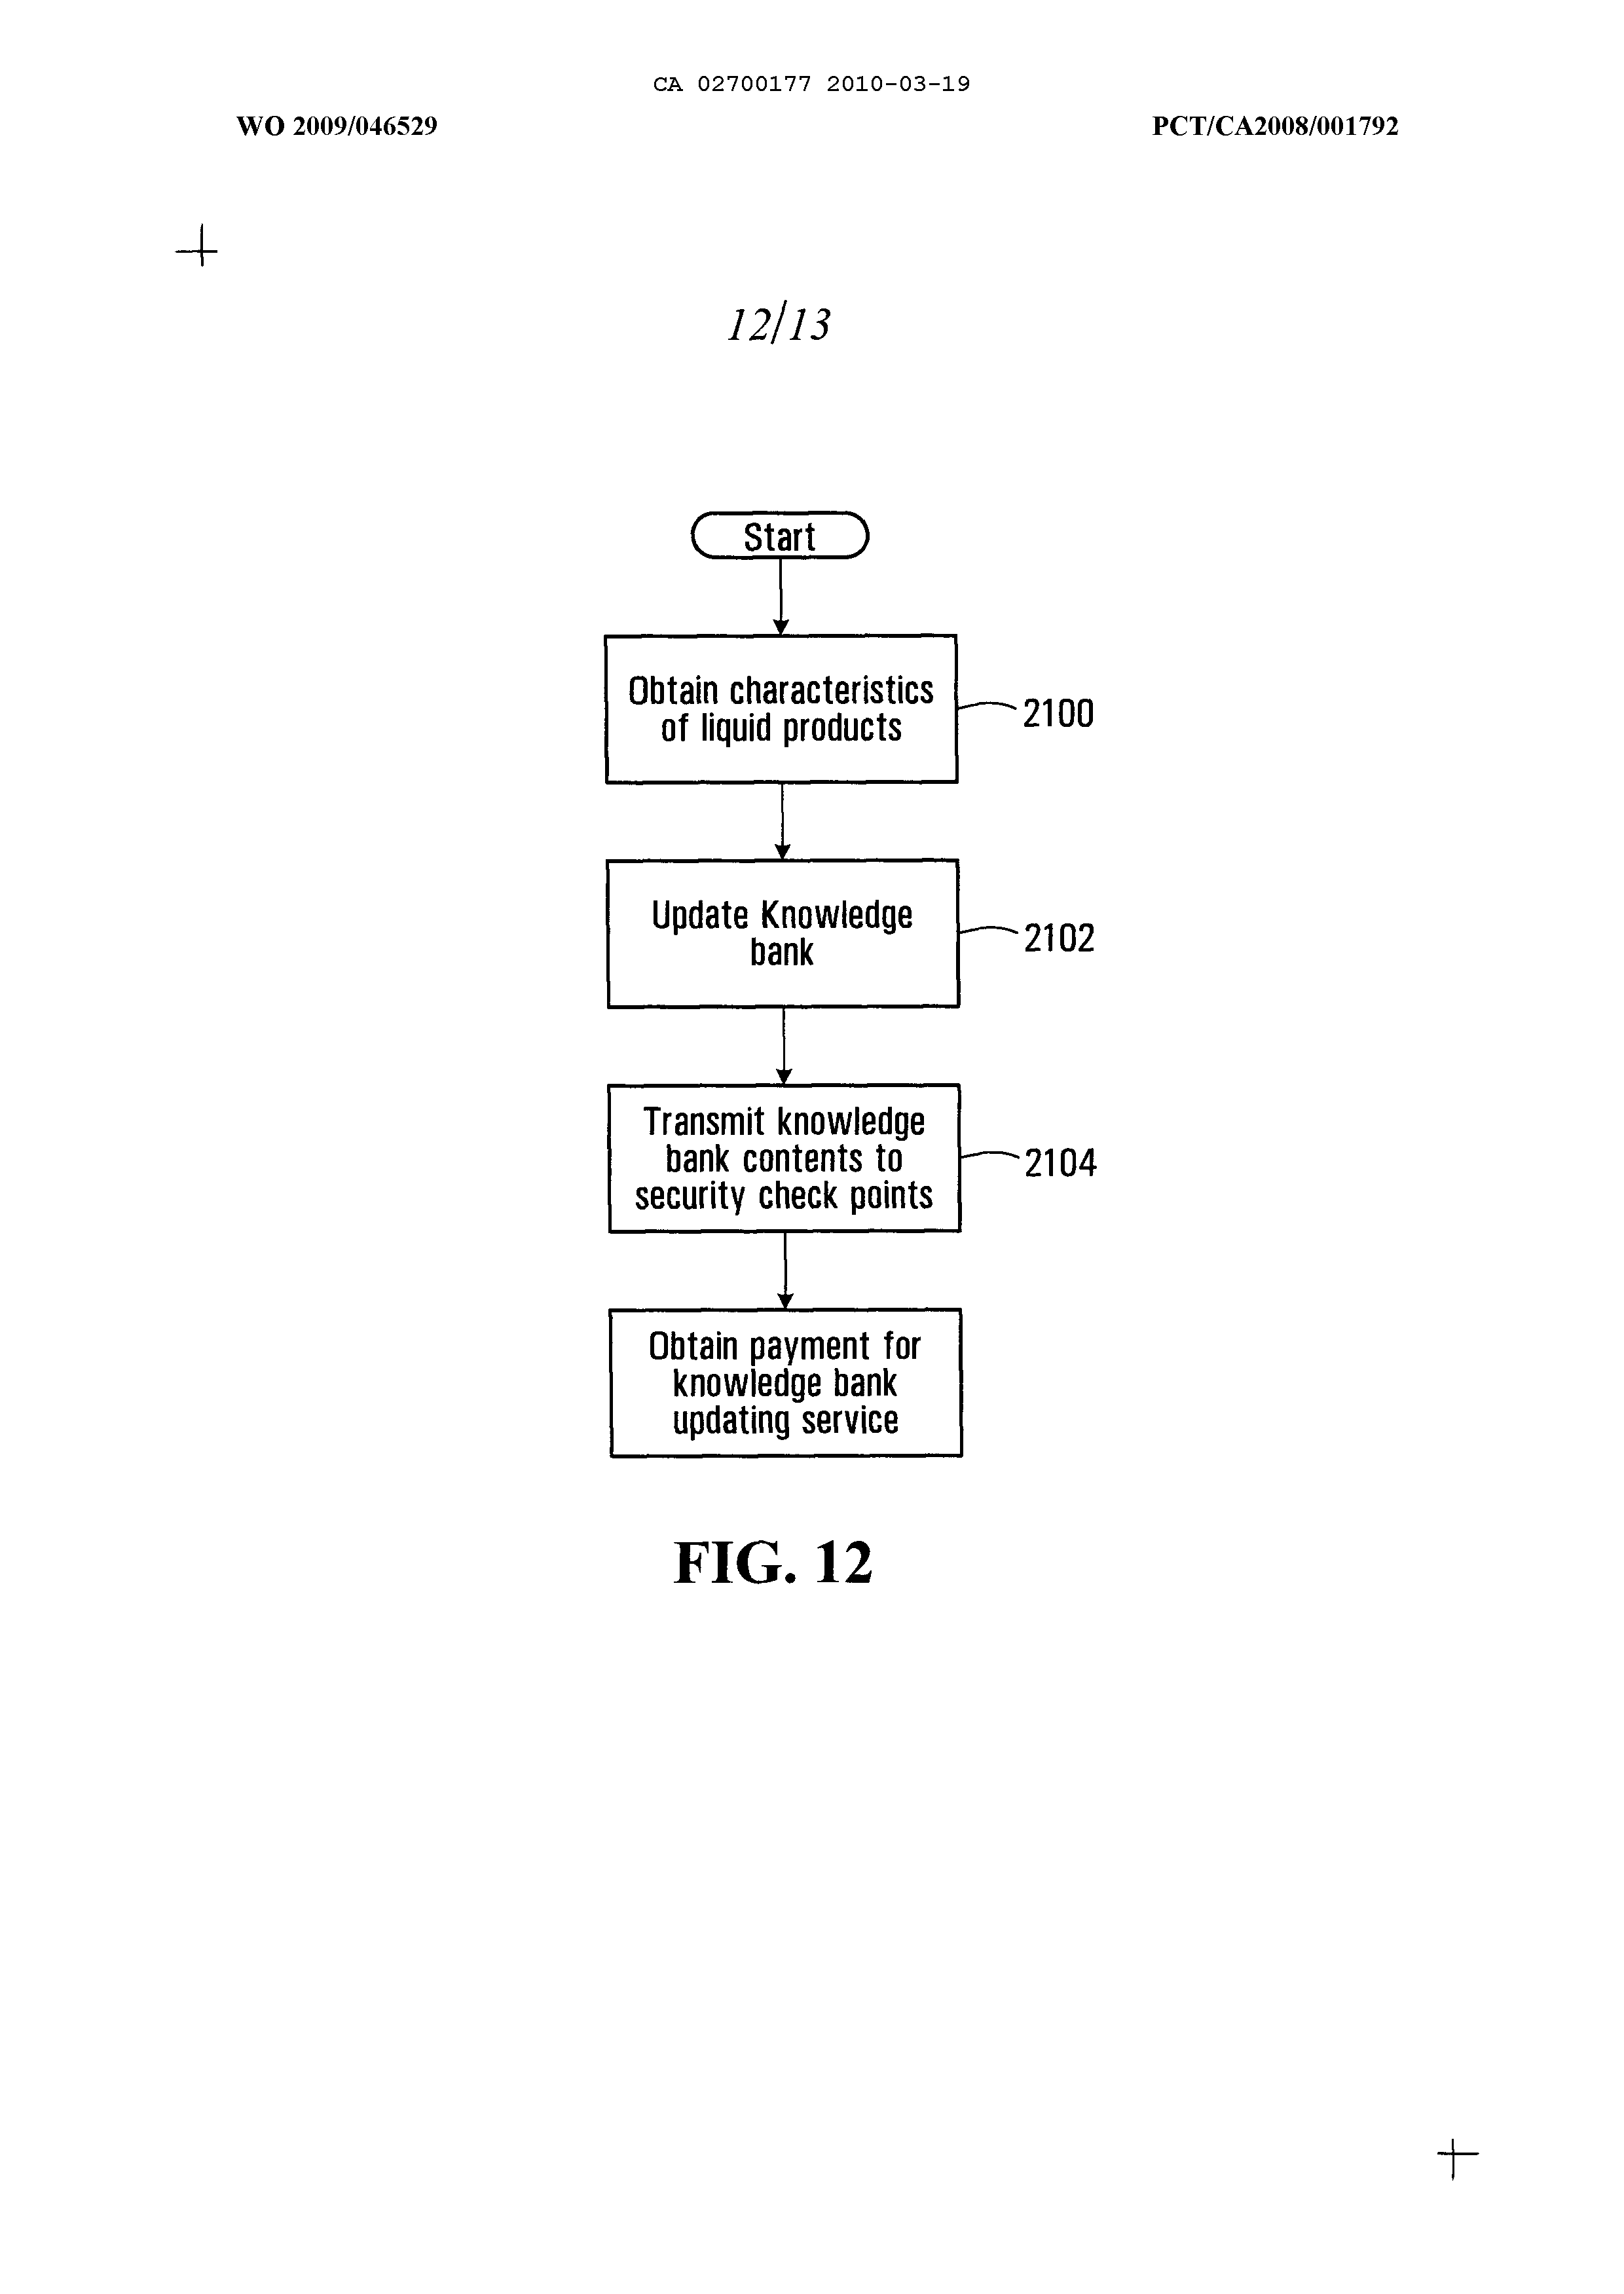 CA 02700177 2010-03-19
WO 2009/046529
PCT/CA2008/001792
12/13
Start
Obtain characteristics
of liquid products
2100
Update Knowledge
bank
2102
Transmit knowledge
bank contents to
security check points
2104
Obtain payment for
knowledge bank
updating service
FIG. 12